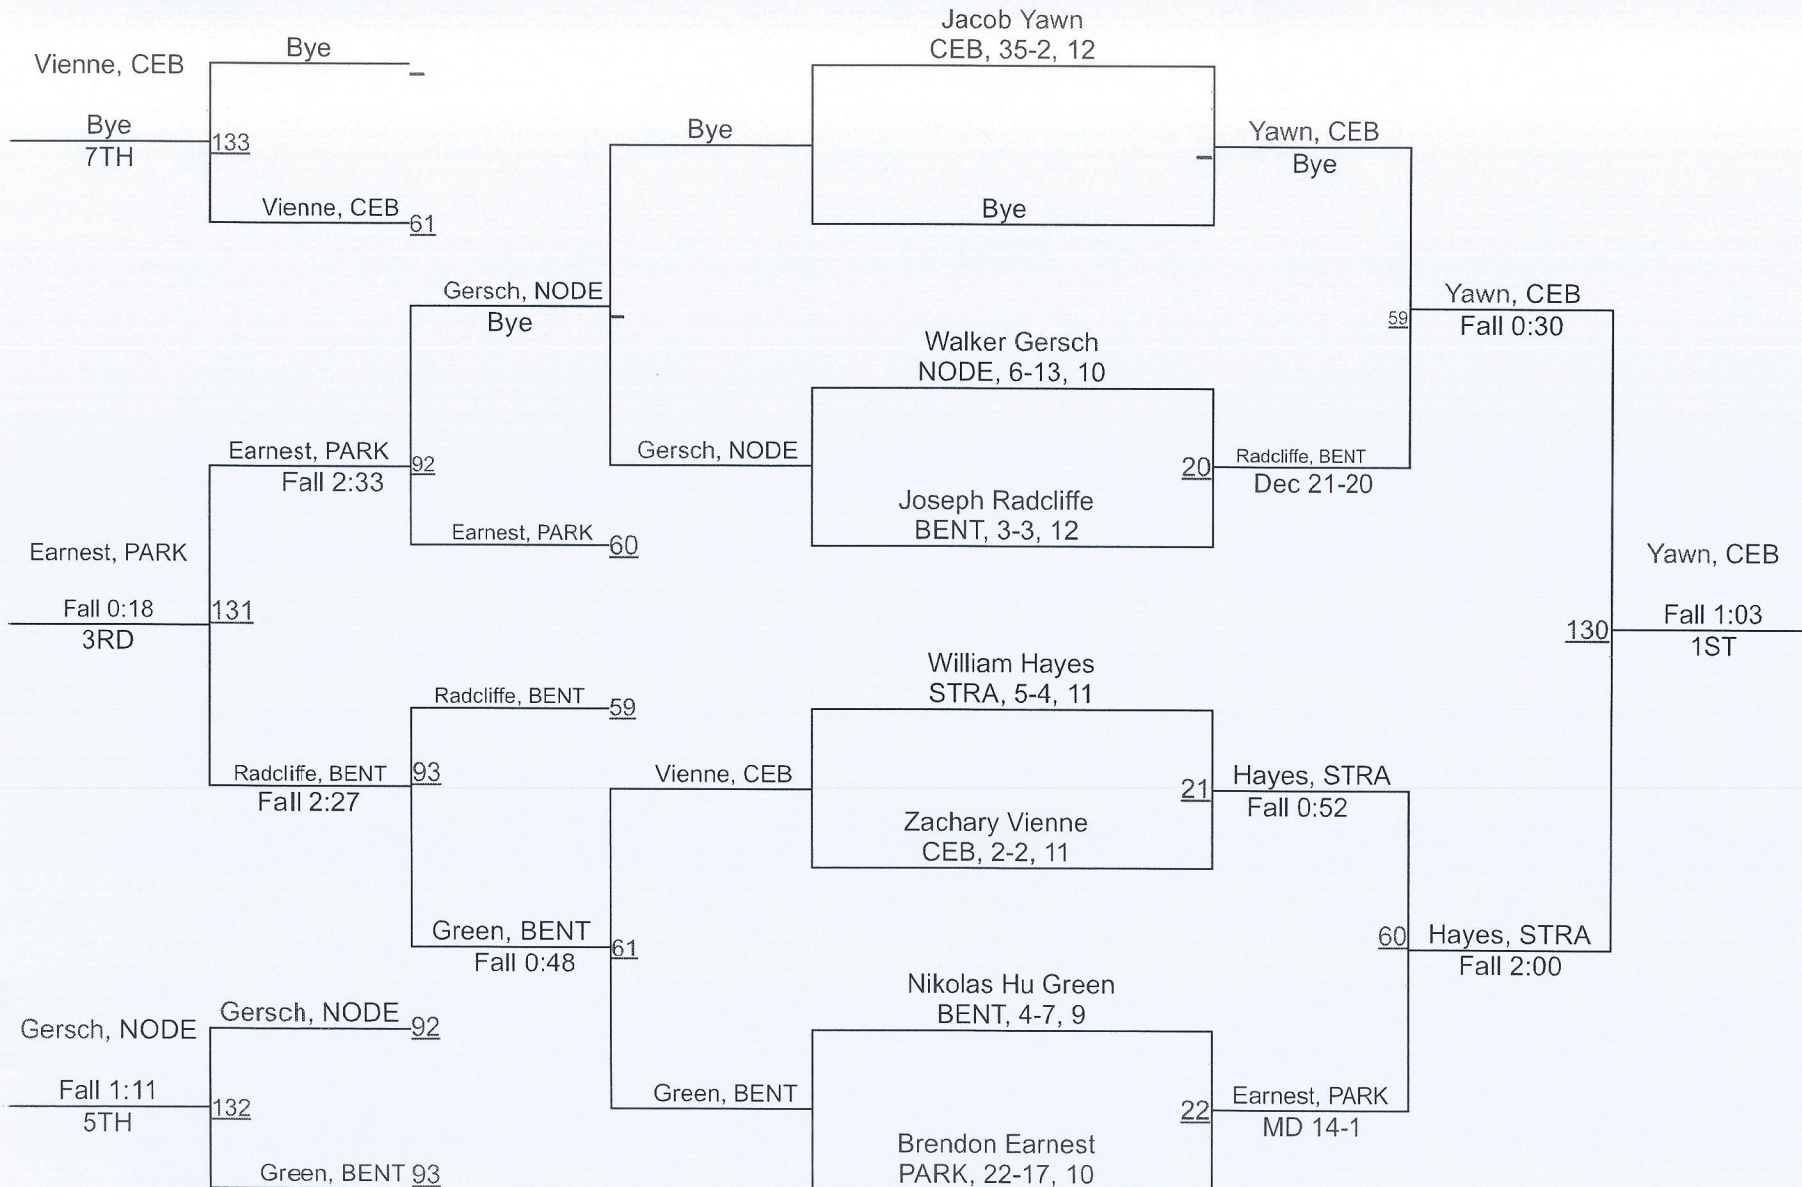 Jacob Yawn
CEB, 35-2, 12
Bye
Vienne, CEB
Bye
7TH
133
Vienne, CEB
61
Bye
Yawn, CEB
Bye
Bye
Gersch, NODE
Bye
Yawn, CEB
Fall 0:30
59
Walker Gersch
NODE, 6-13, 10
Earnest, PARK
Fall 2:33
92
Gersch, NODE
20
Radcliffe, BENT
Dec 21-20
Joseph Radcliffe
BENT, 3-3, 12
Earnest, PARK
60
Earnest, PARK
Fall 0:18
3RD
131
Yawn, CEB
Fall 1:03
1ST
130
William Hayes
STRA, 5-4, 11
Radcliffe, BENT
59
Radcliffe, BENT
Fall 2:27
93
Vienne, CEB
21
Hayes, STRA
Fall 0:52
Zachary Vienne
CEB, 2-2, 11
Green, BENT
Fall 0:48
61
60
Hayes, STRA
Fall 2:00
Nikolas Hu Green
BENT, 4-7, 9
Gersch, NODE
Gersch, NODE
92
Fall 1:11
5TH
132
Green, BENT
22
Earnest, PARK
MD 14-1
Brendon Earnest
PARK, 22-17, 10
Green, BENT
93